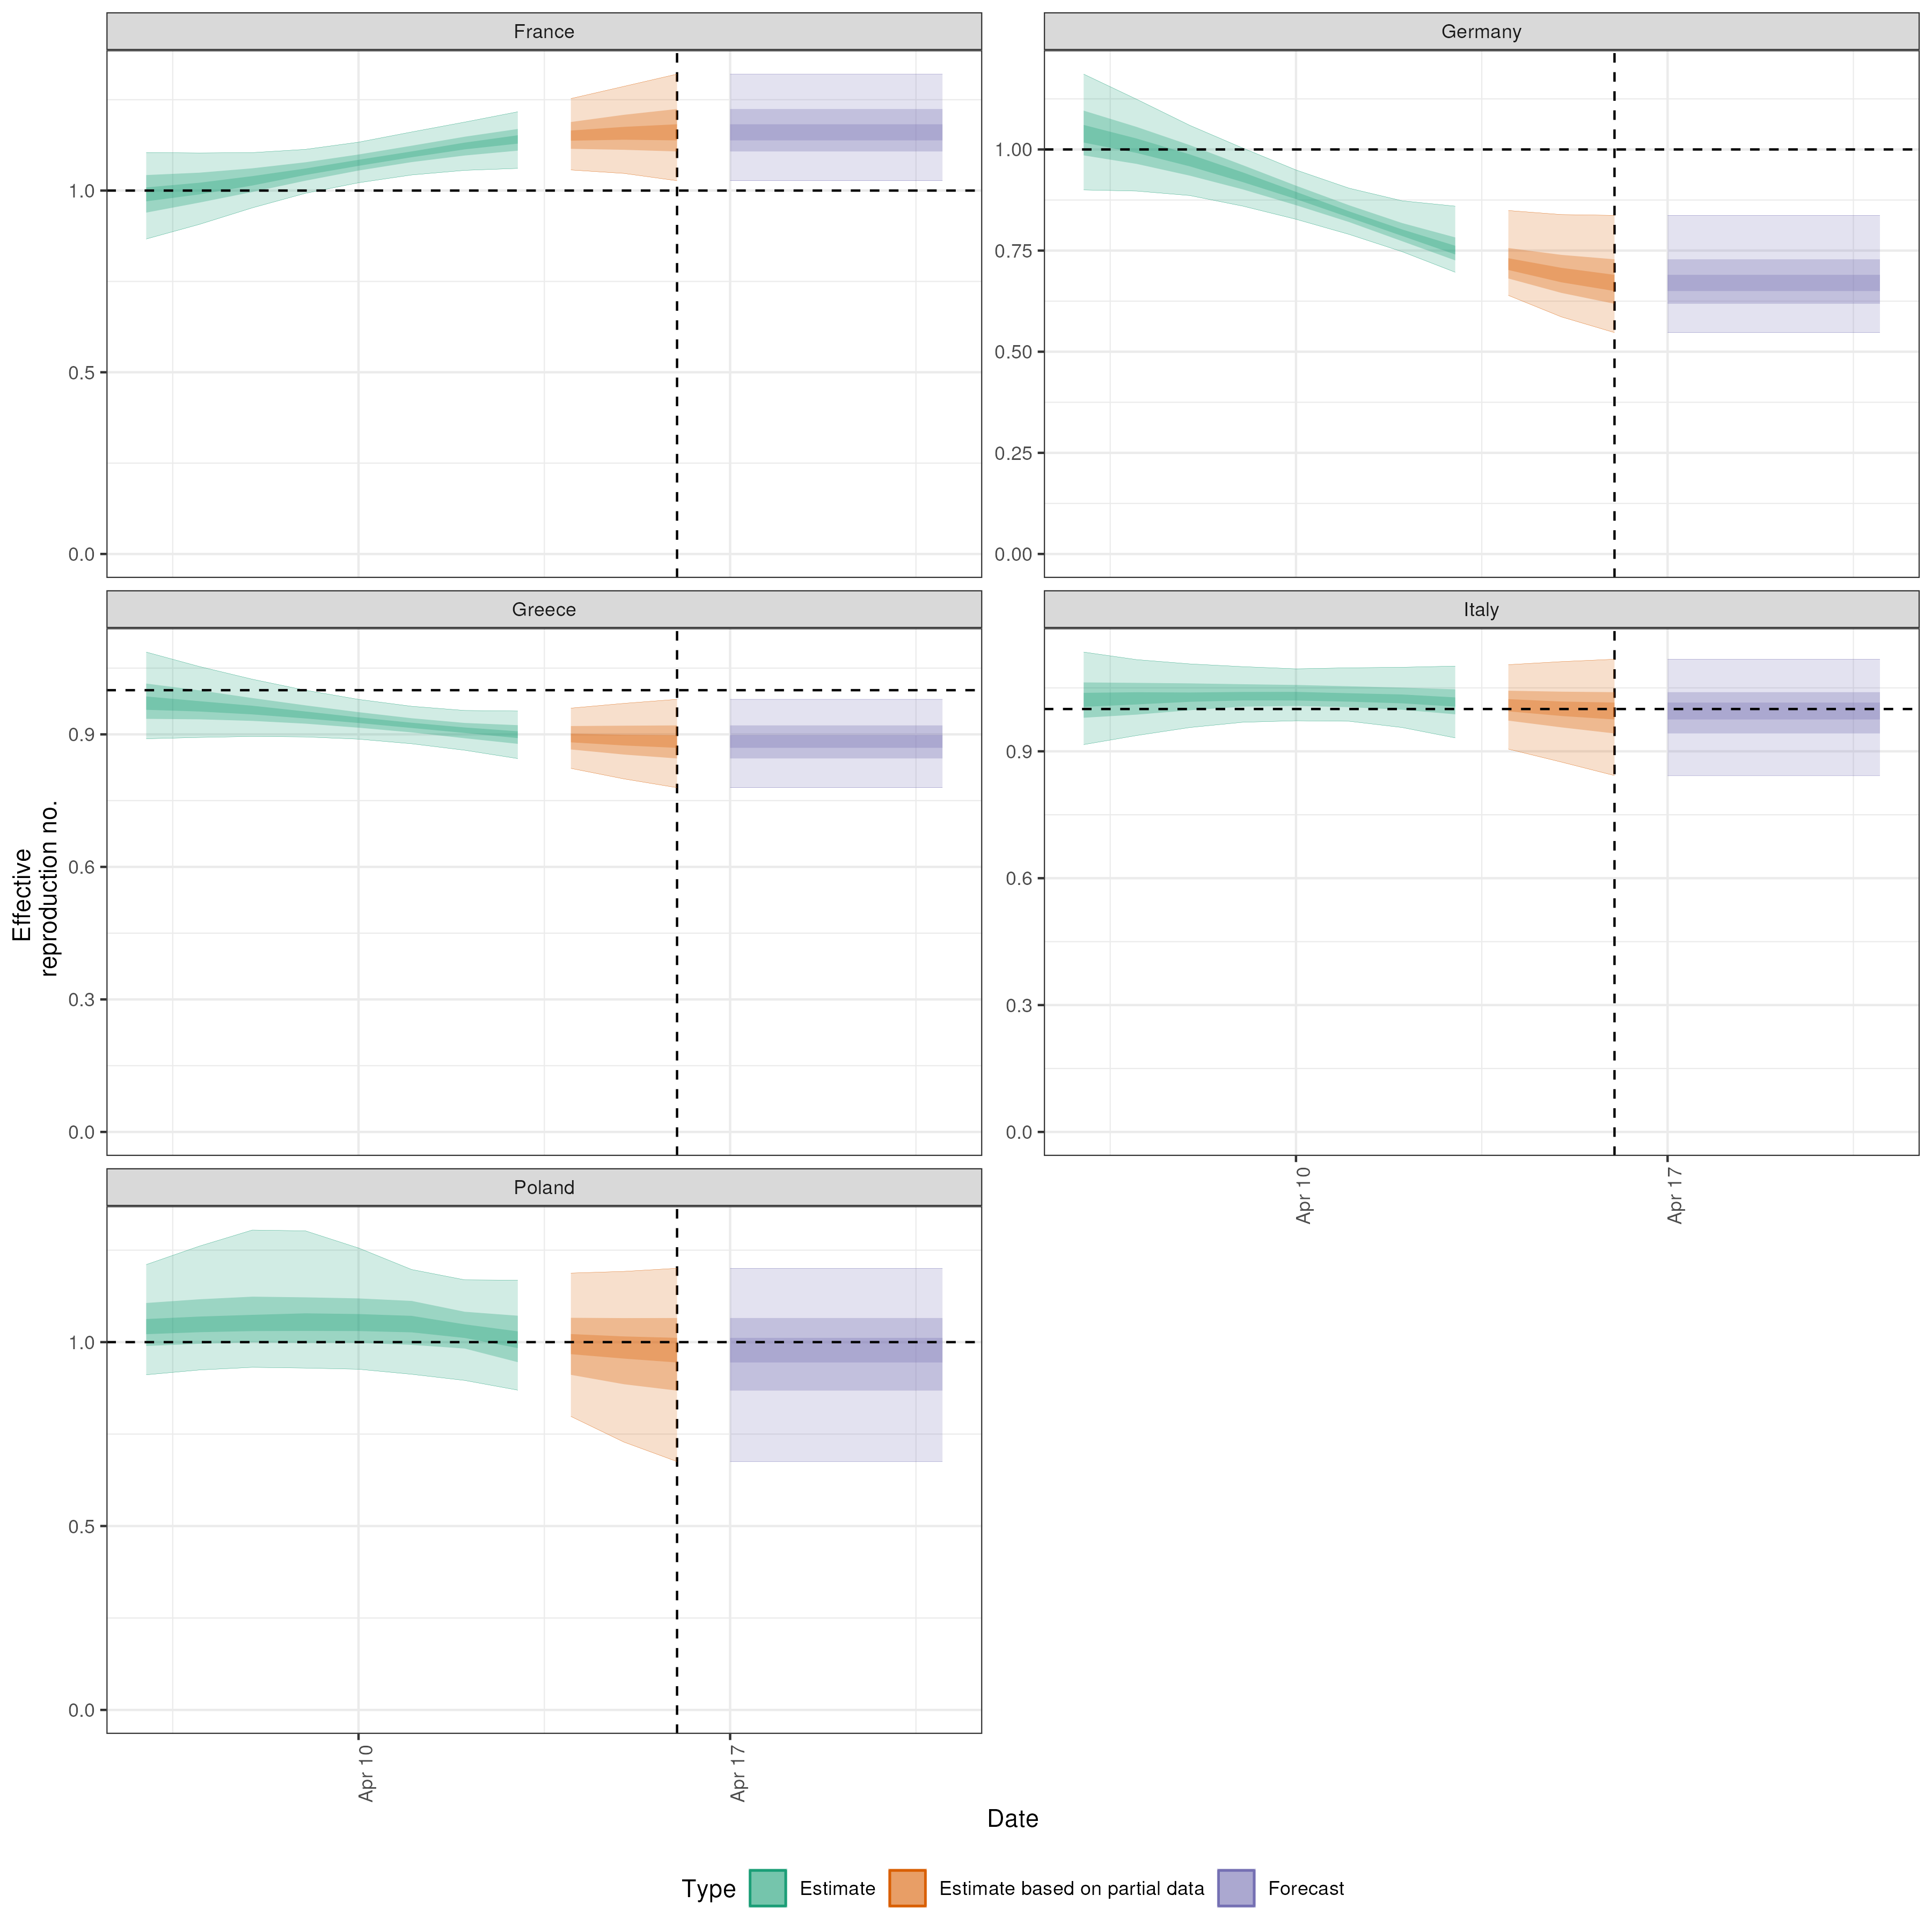 France
Germany
1.0
0.5
0.0
1.00
0.75
0.50
0.25
0.00
Greece
Italy
0.9
0.6
0.3
0.0
0.9
0.6
0.3
0.0
Apr 10
Apr 17
Poland
1.0
0.5
0.0
Apr 10
Apr 17
Effective
reproduction no.
Date
Type Estimate Estimate based on partial data Forecast